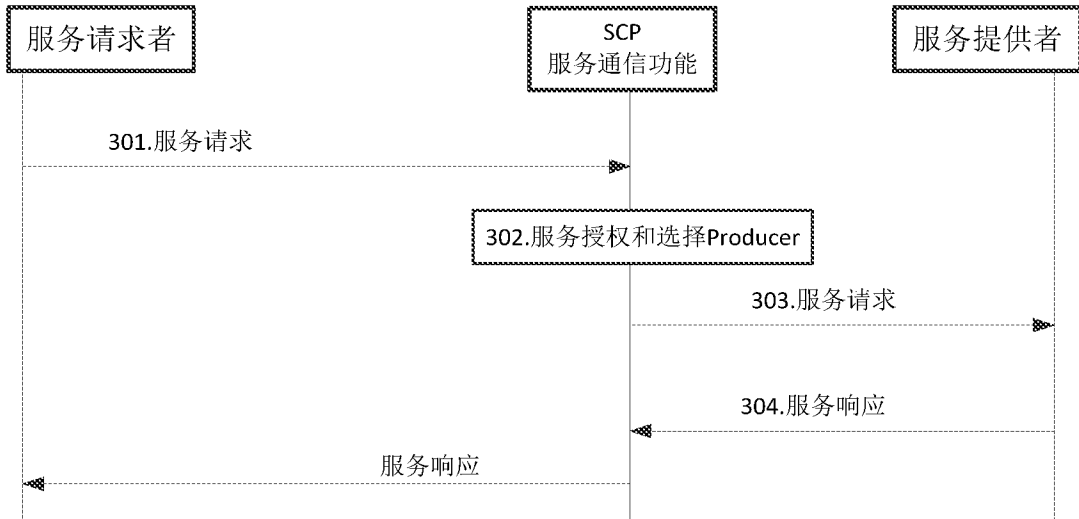 服务请求者
SCP
服务通信功能
服务提供者
301.服务请求
302.服务授权和选择Producer
303.服务请求
304.服务响应
服务响应